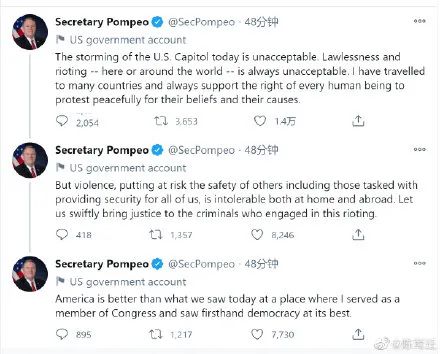 Secretary Pompeo @SecPompeo · 48分钟
US government account
The storming of the U.S. Capitol today is unacceptable. Lawlessness and
rioting -- here or around the world -- is always unacceptable. I have travelled
to many countries and always support the right of every human being to
protest peacefully for their beliefs and their causes.
2,054 3,653 1.4万
Secretary Pompeo @SecPompeo · 48分钟
US government account
But violence, putting at risk the safety of others including those tasked with
providing security for all of us, is intolerable both at home and abroad. Let
us swiftly bring justice to the criminals who engaged in this rioting.
418 1,357 8,246
Secretary Pompeo @SecPompeo · 48分钟
US government account
America is better than what we saw today at a place where I served as a
member of Congress and saw firsthand democracy at its best.
895 1,217 7,730